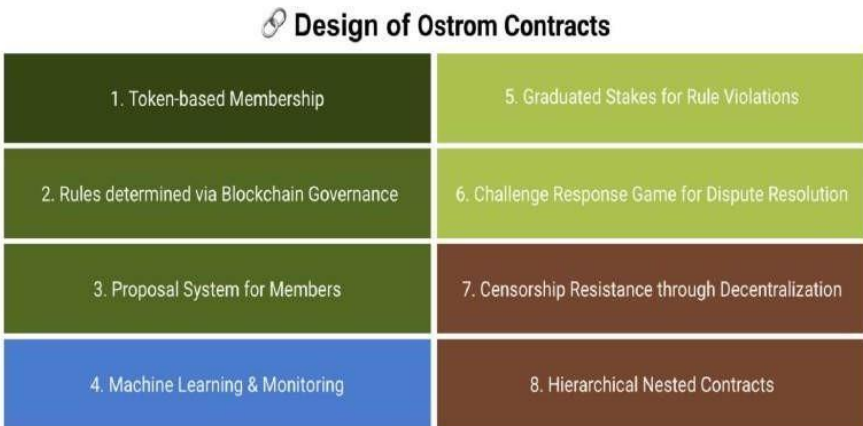 Design of Ostrom Contracts
1. Token-based Membership
2. Rules determined via Blockchain Governance
3. Proposal System for Members
4. Machine Learning & Monitoring
5. Graduated Stakes for Rule Violations
6. Challenge Response Game for Dispute Resolution
7. Censorship Resistance through Decentralization
8. Hierarchical Nested Contracts